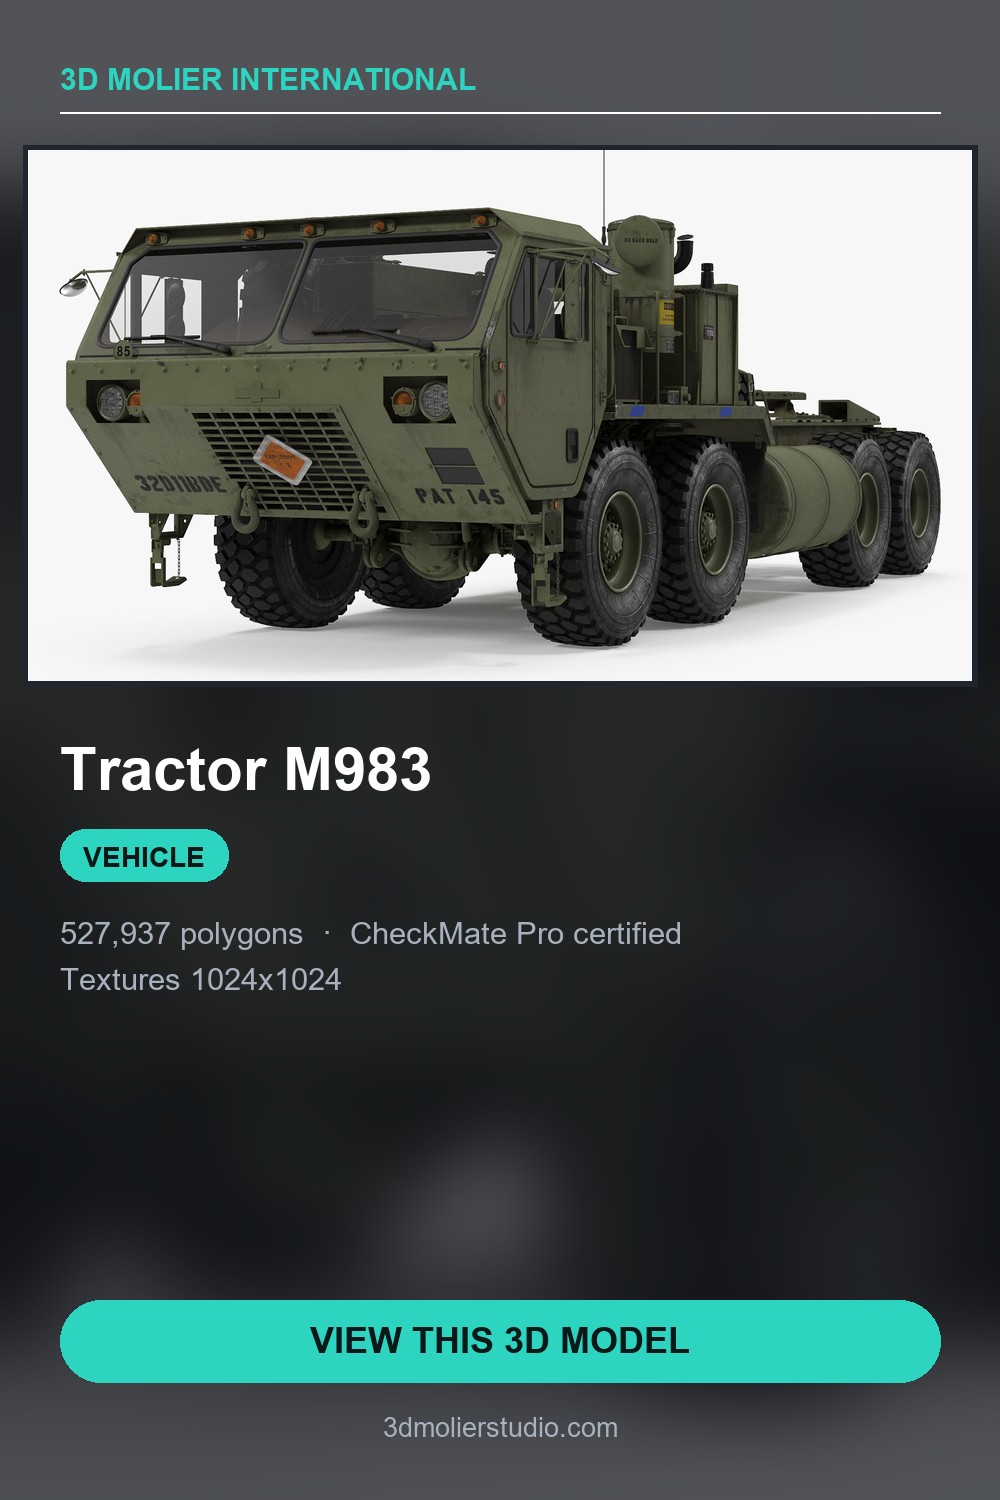 3D MOLIER INTERNATIONAL
85
EXPLOSIVE
PAT 145
Tractor M983
VEHICLE
527,937 polygons · CheckMate Pro certified
Textures 1024x1024
VIEW THIS 3D MODEL
3dmolierstudio.com